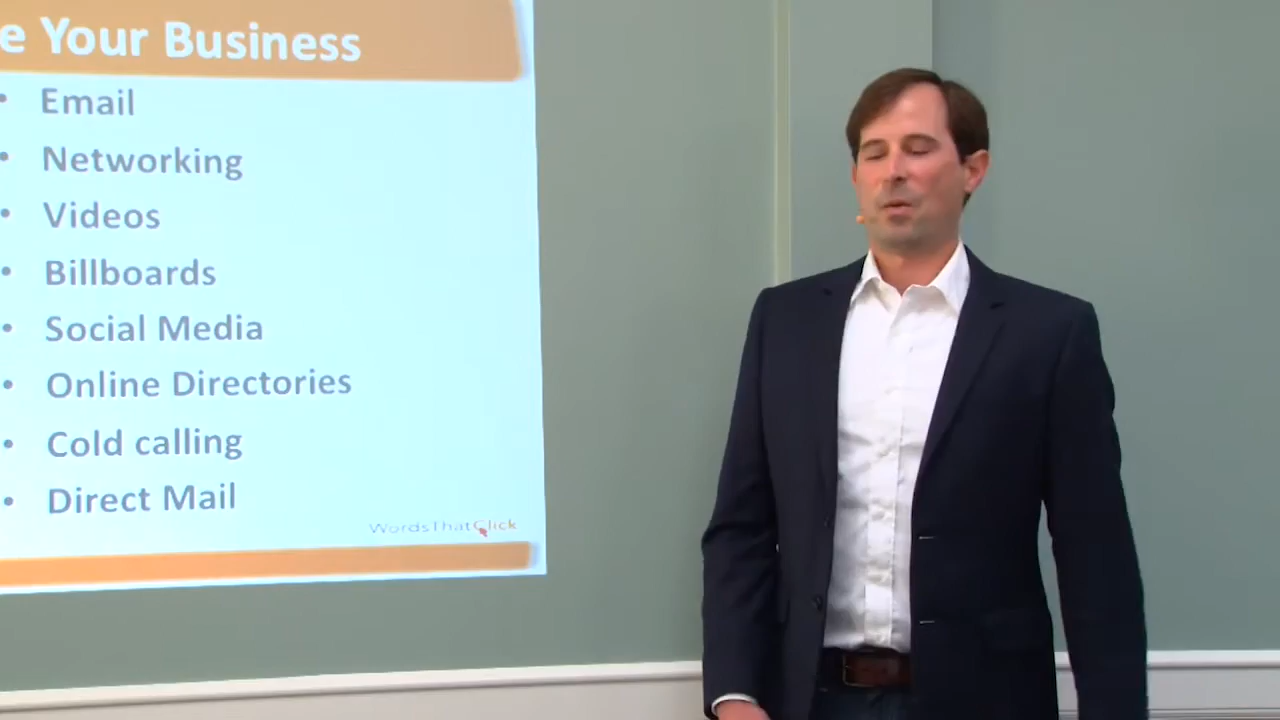 e Your Business
• Email
• Networking
• Videos
• Billboards
• Social Media
• Online Directories
• Cold calling
• Direct Mail
WordsThatClick